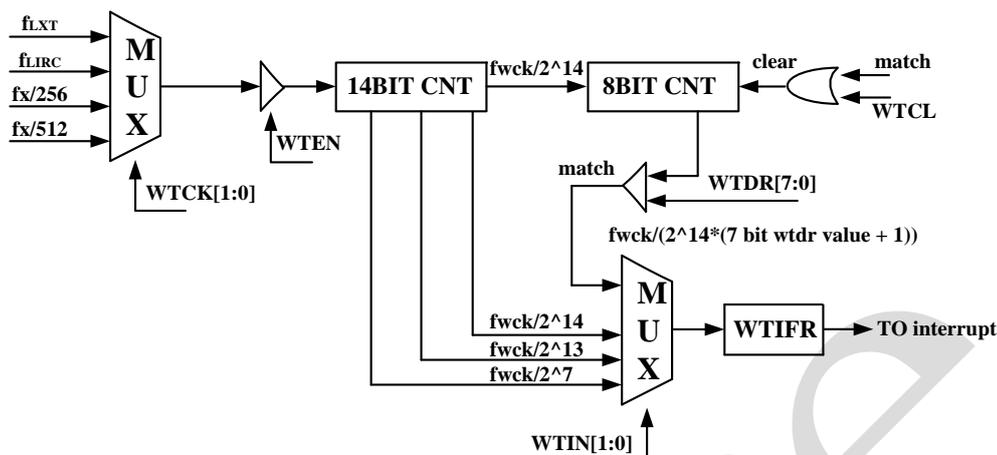 fLXT
fLIRC
fx/256
fx/512
M
U
X
WTCK[1:0]
WTEN
14BIT CNT
fwck/2^14
8BIT CNT
clear
match
WTCL
match
WTDR[7:0]
fwck/(2^14*(7 bit wtdr value + 1))
M
U
X
fwck/2^14
fwck/2^13
fwck/2^7
WTIFR
TO interrupt
WTIN[1:0]